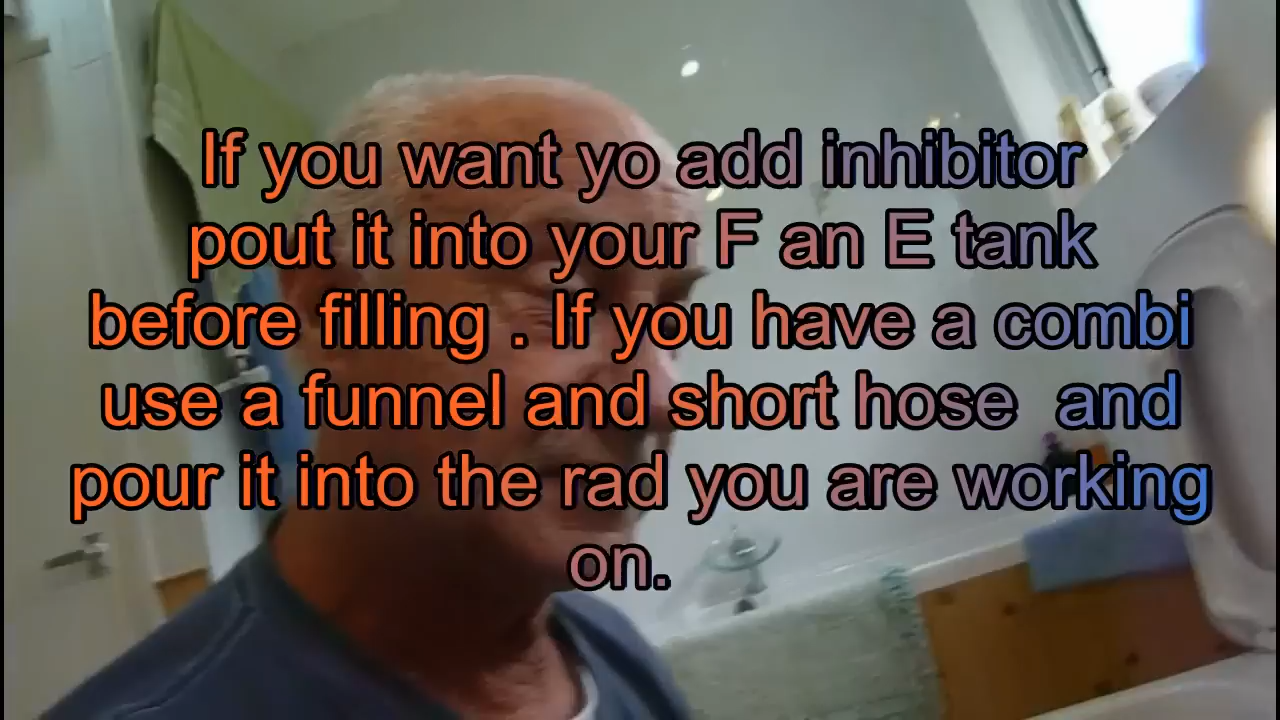 If you want yo add inhibitor
pout it into your F an E tank
before filling . If you have a combi
use a funnel and short hose  and
pour it into the rad you are working
on.